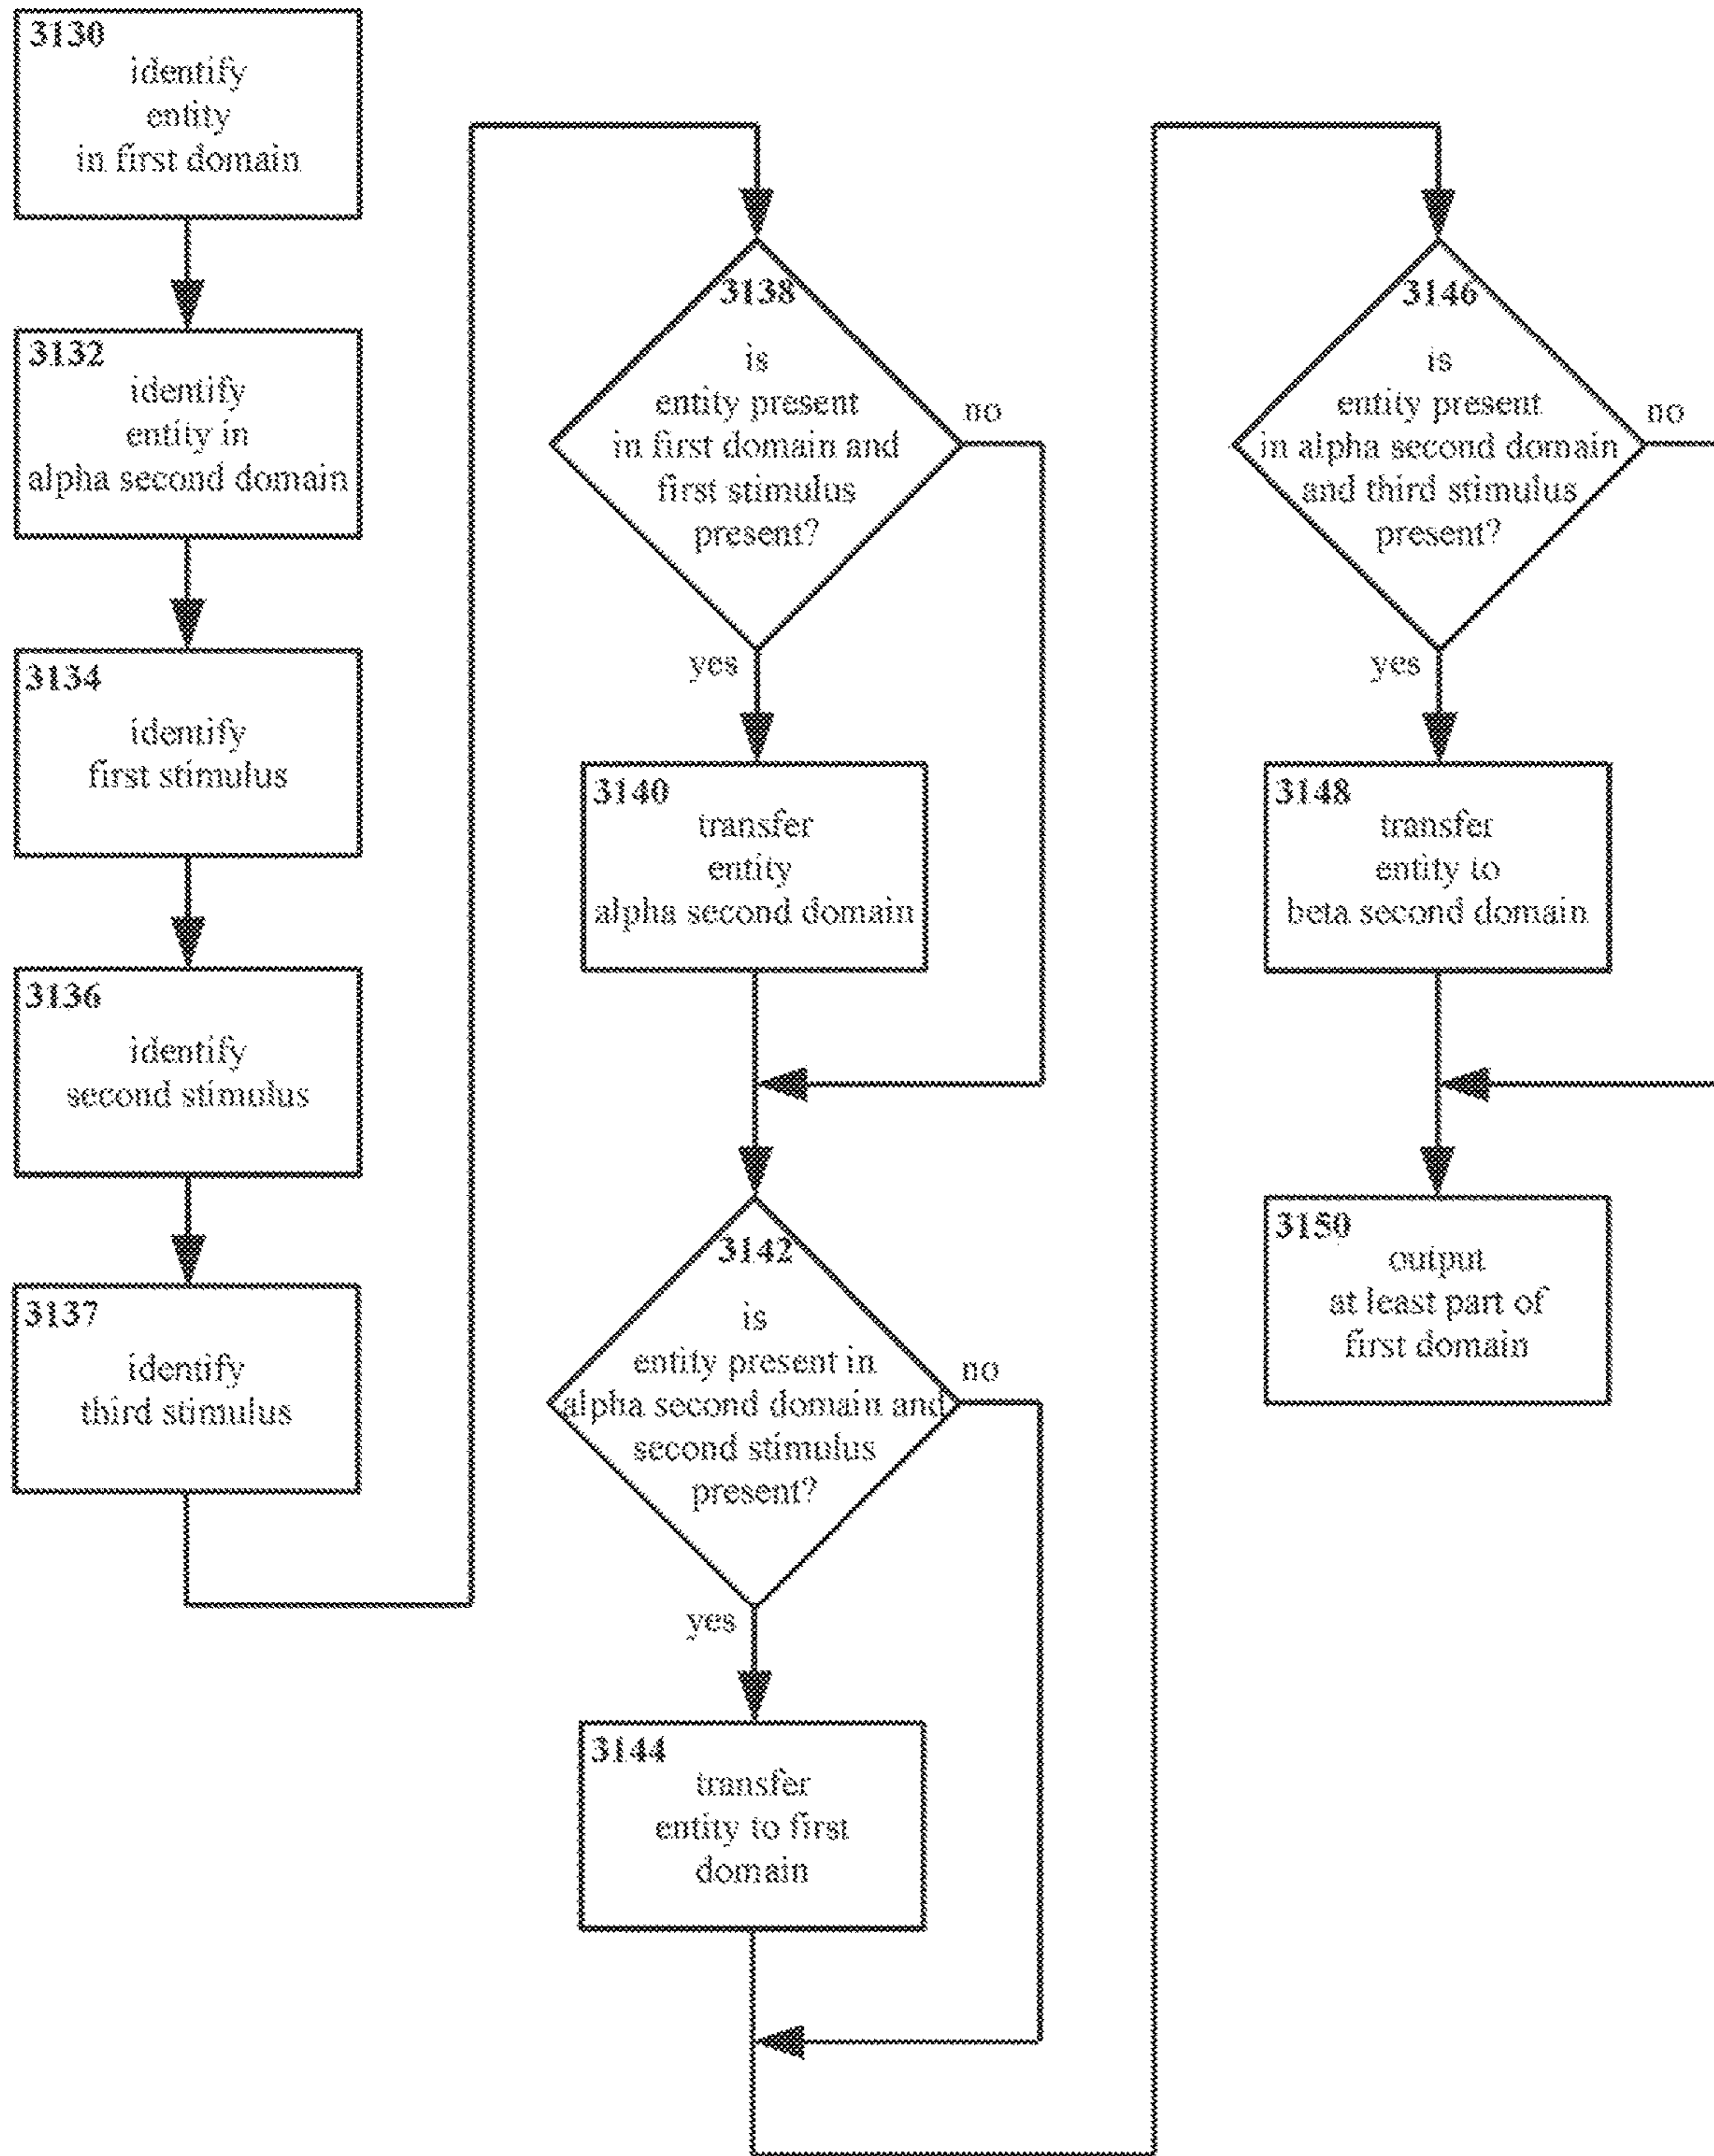 3130
identify
entity
in first domain
3132
identify
entity in
alpha second domain
3134
identify
first stimulus
3136
identify
second stimulus
3137
identify
third stimulus
3138
is
entity present
in first domain and
first stimulus
present?
no
yes
3140
transfer
entity
alpha second domain
3142
is
entity present in
alpha second domain and
second stimulus
present?
no
yes
3144
transfer
entity to first
domain
3146
is
entity present
in alpha second domain
and third stimulus
present?
no
yes
3148
transfer
entity to
beta second domain
3150
output
at least part of
first domain